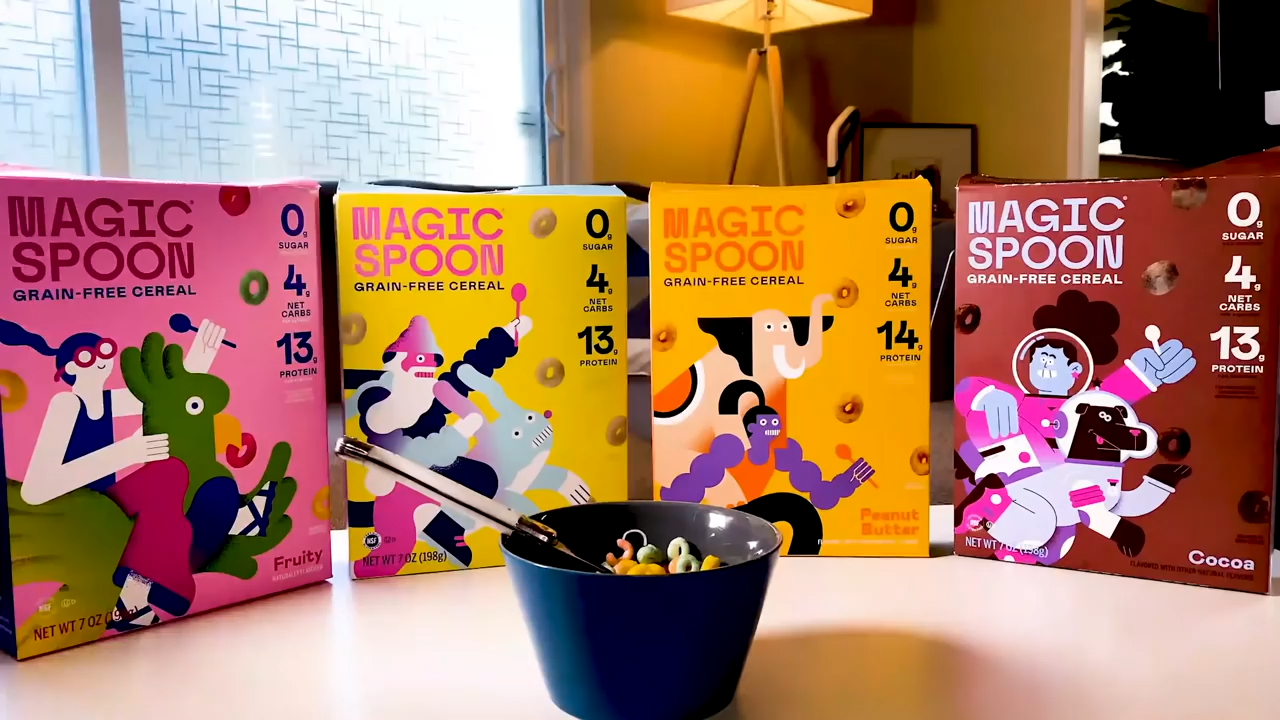 MAGIC
SPOON
GRAIN-FREE CEREAL
0g
SUGAR
4g
NET
CARBS
13g
PROTEIN
Fruity
NET WT 7 OZ
MAGIC
SPOON
GRAIN-FREE CEREAL
0g
SUGAR
4g
NET
CARBS
13g
PROTEIN
NSF
NET WT 7 OZ (198g)
MAGIC
SPOON
GRAIN-FREE CEREAL
0g
SUGAR
4g
NET
CARBS
14g
PROTEIN
Peanut
Butter
MAGIC
SPOON
GRAIN-FREE CEREAL
0g
SUGAR
4g
NET
CARBS
13g
PROTEIN
NET WT 7 OZ (198g)
Cocoa
FLAVORED WITH OTHER NATURAL FLAVORS